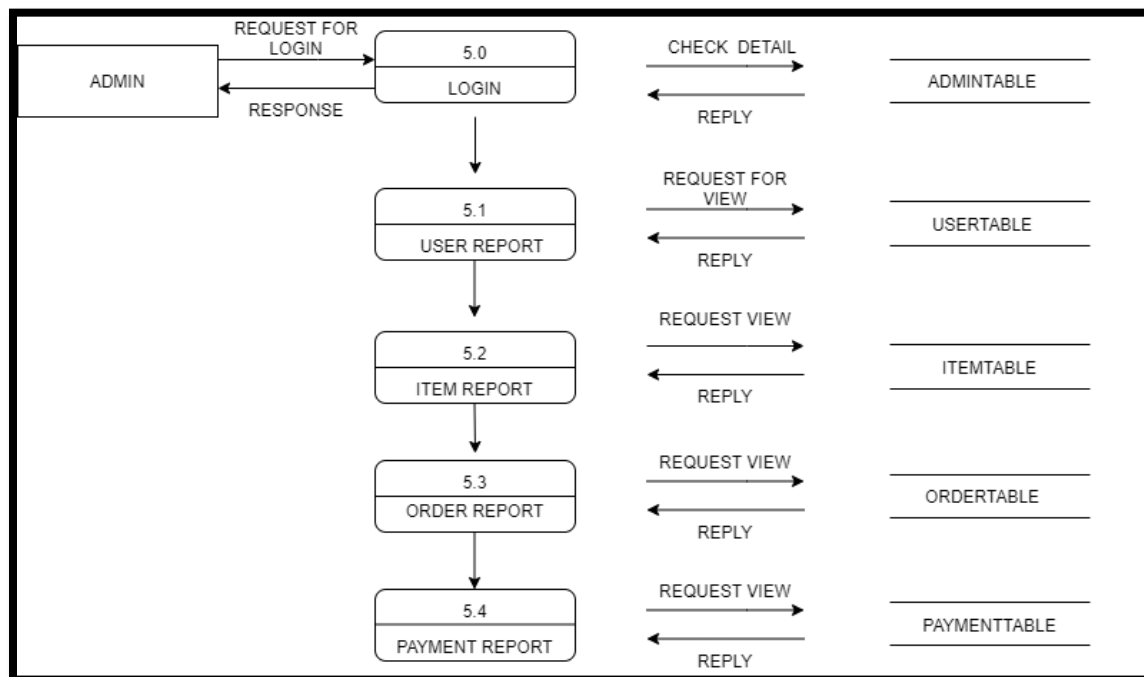 REQUEST FOR
LOGIN
ADMIN
RESPONSE
5.0
LOGIN
CHECK DETAIL
REPLY
ADMINTABLE
5.1
USER REPORT
REQUEST FOR
VIEW
REPLY
USERTABLE
5.2
ITEM REPORT
REQUEST VIEW
REPLY
ITEMTABLE
5.3
ORDER REPORT
REQUEST VIEW
REPLY
ORDERTABLE
5.4
PAYMENT REPORT
REQUEST VIEW
REPLY
PAYMENTTABLE